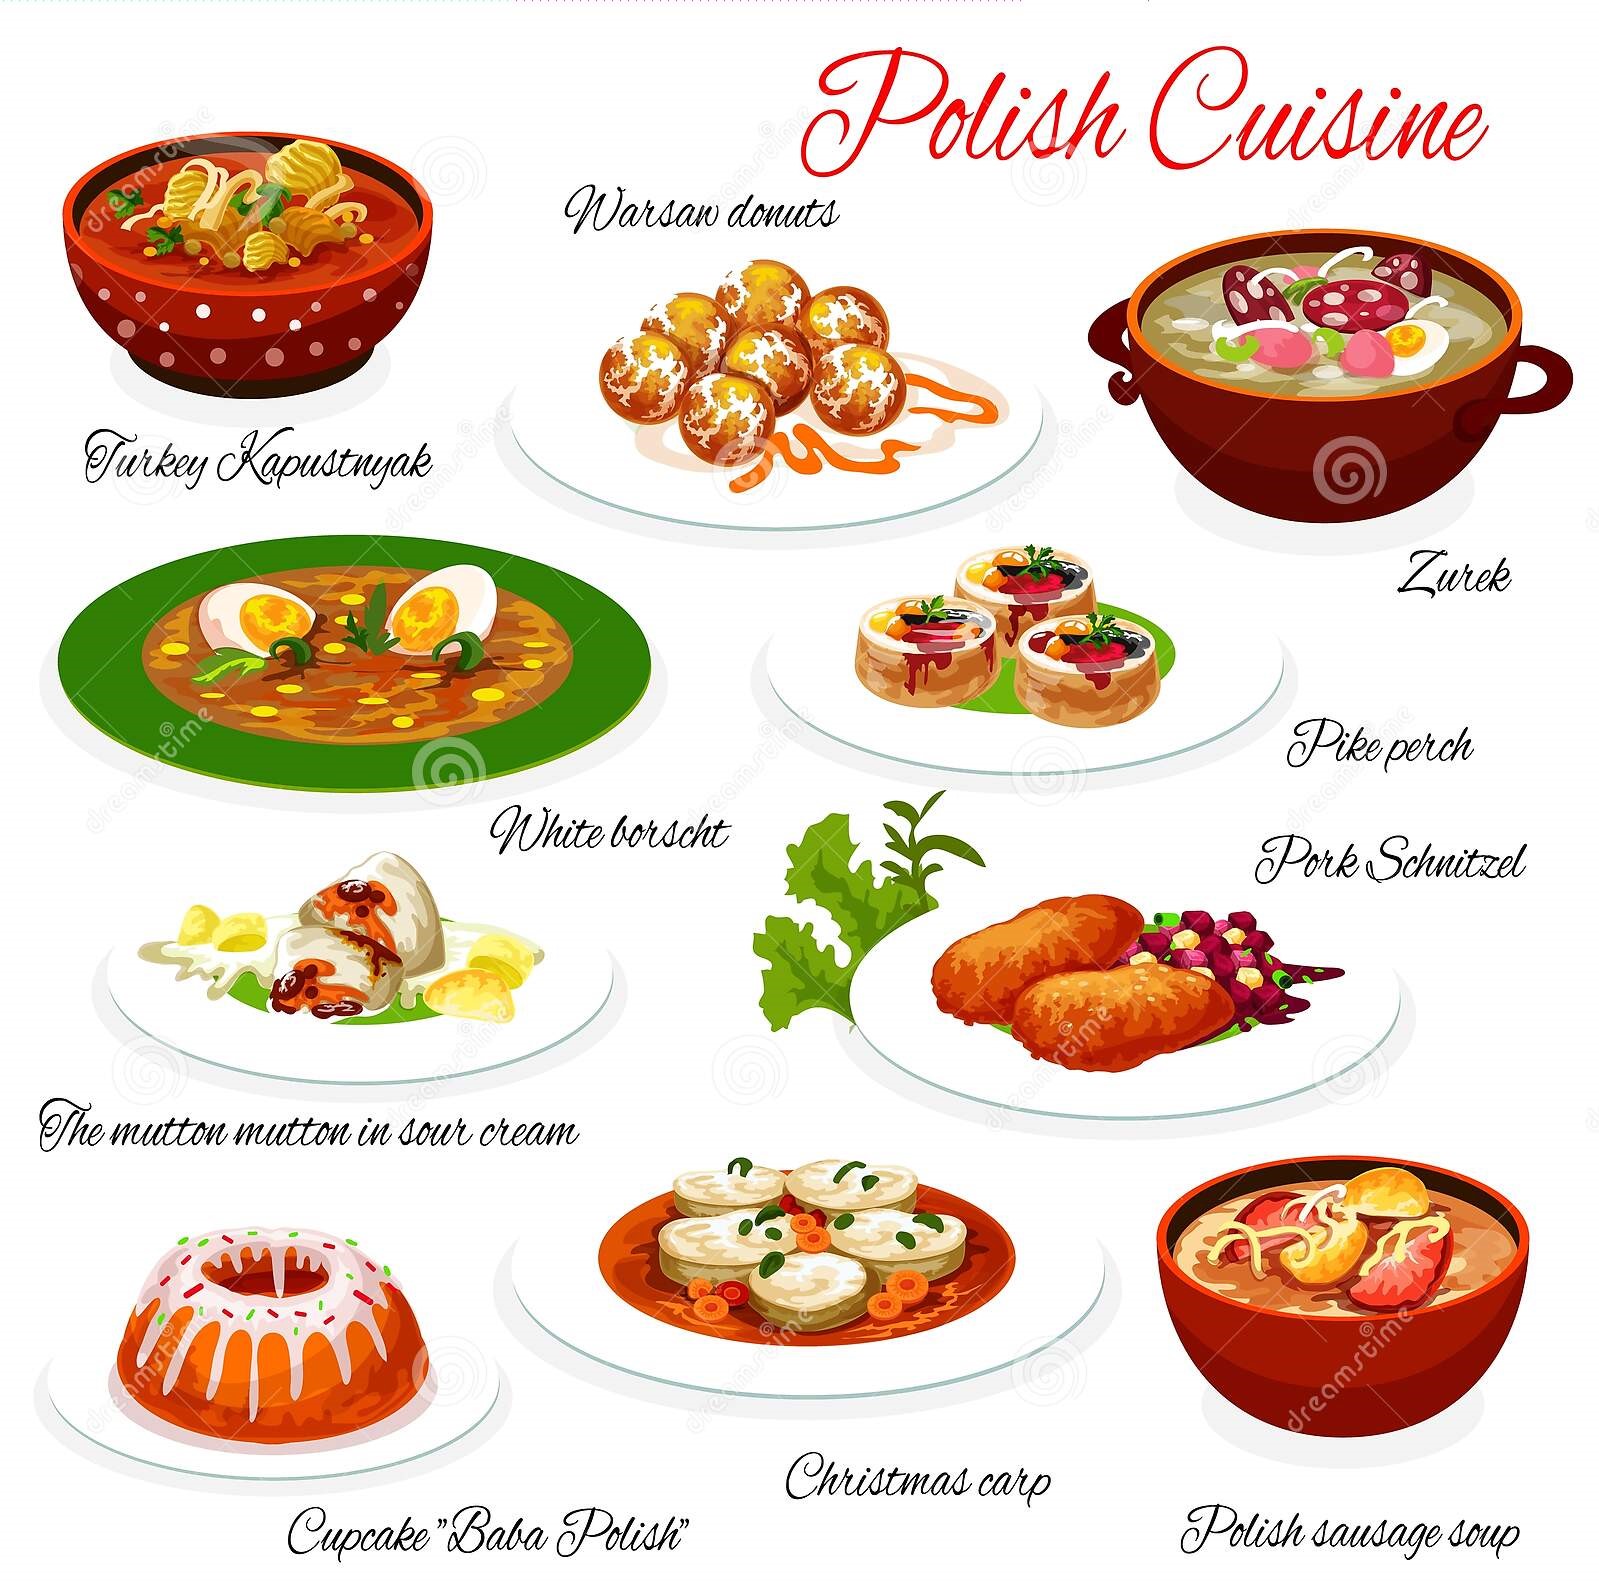 Polish Cuisine
Warsaw donuts
Turkey Kapustnyak
Zurek
Pike perch
White borscht
Pork Schnitzel
The mutton mutton in sour cream
Christmas carp
Cupcake "Baba Polish"
Polish sausage soup
dreamstime